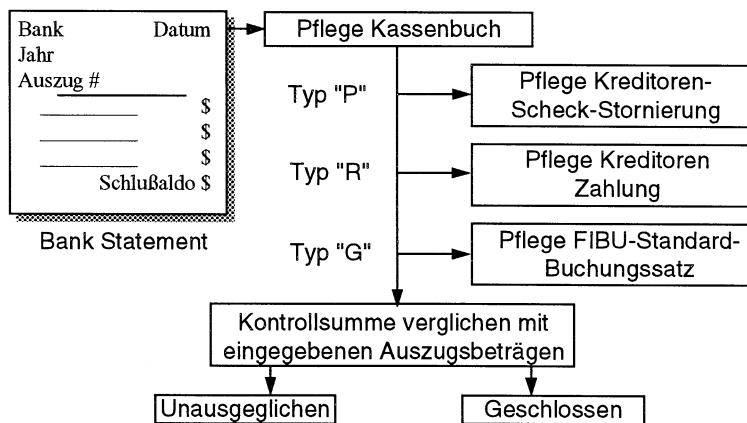 Bank Datum
Jahr
Auszug #
$
$
$
Schlußaldo $
Bank Statement
Pflege Kassenbuch
Typ "P"
Pflege Kreditoren-
Scheck-Stornierung
Typ "R"
Pflege Kreditoren
Zahlung
Typ "G"
Pflege FIBU-Standard-
Buchungssatz
Kontrollsumme verglichen mit
eingegebenen Auszugsbeträgen
Unausgeglichen
Geschlossen